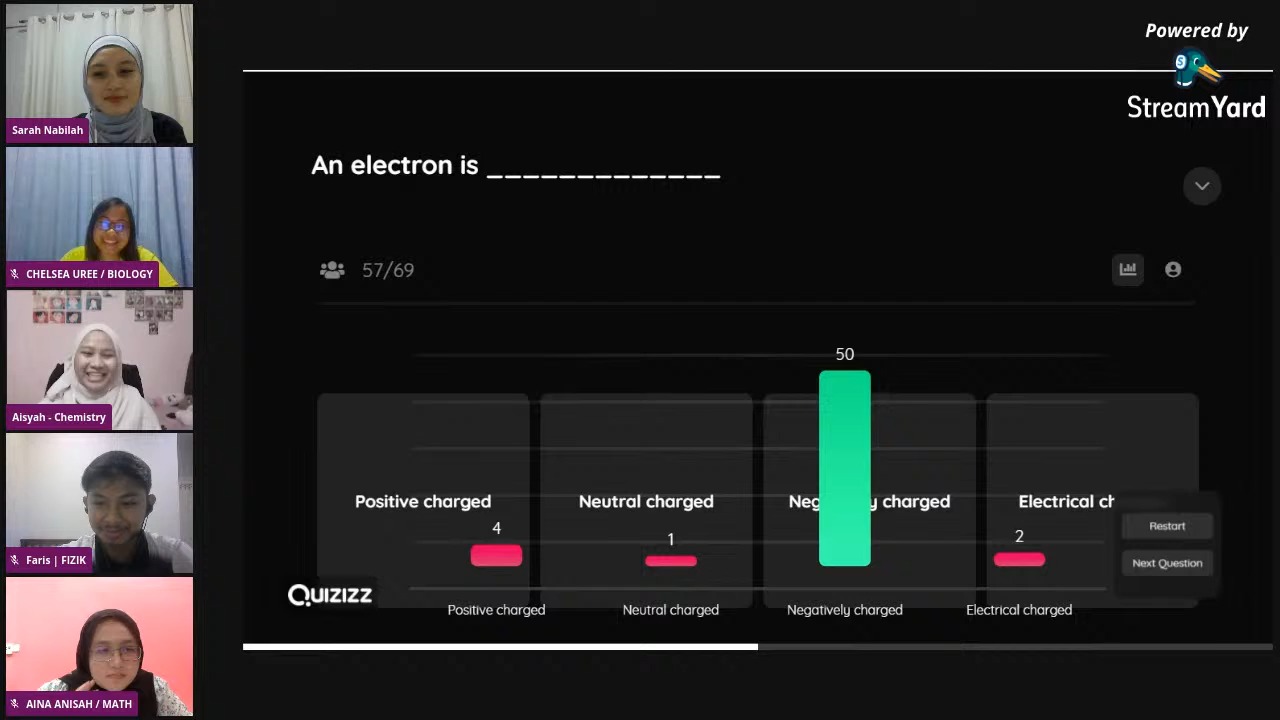 Sarah Nabilah
CHELSEA UREE / BIOLOGY
Aisyah - Chemistry
Faris | FIZIK
AINA ANISAH / MATH
Powered by
StreamYard
An electron is _____________
57/69
50
Positive charged
Neutral charged
Negatively charged
Electrical ch
4
1
2
Restart
Next Question
QUIZIZZ
Positive charged
Neutral charged
Negatively charged
Electrical charged